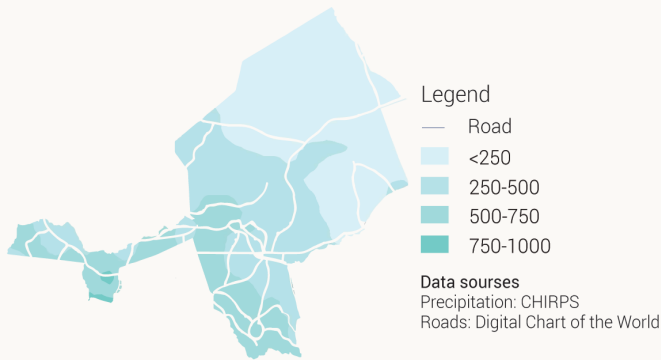 Legend
Road
<250
250-500
500-750
750-1000
Data sourses
Precipitation: CHIRPS
Roads: Digital Chart of the World